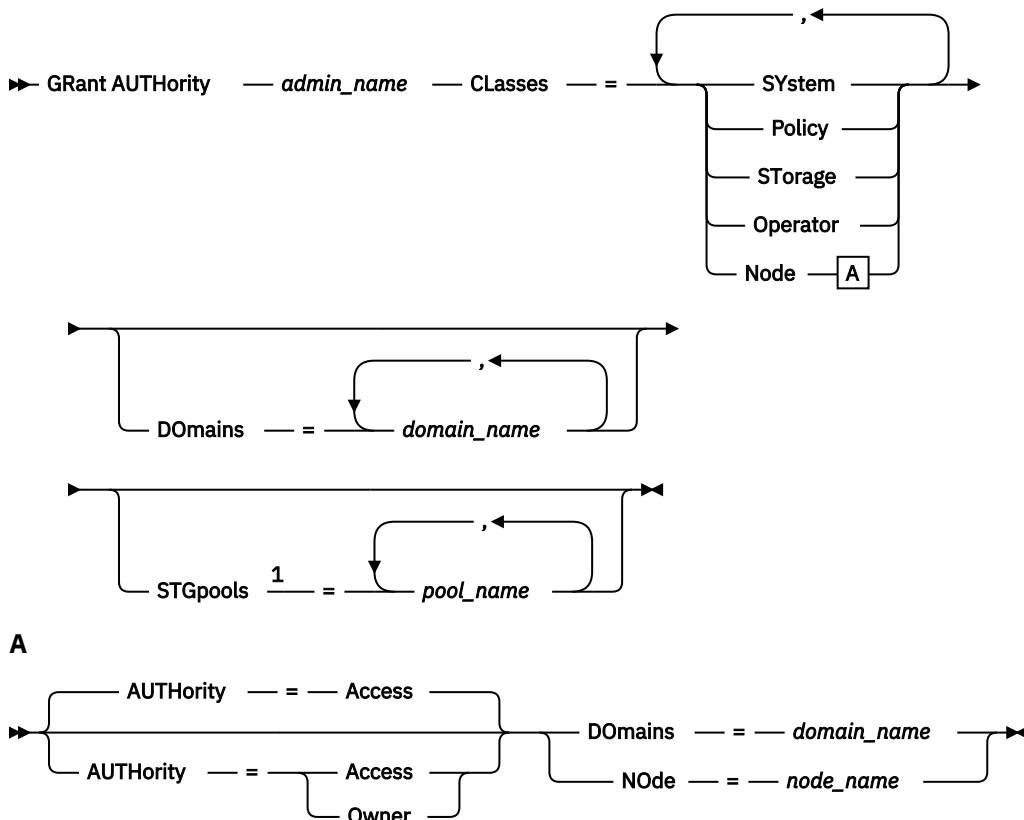 ,
GRant AUTHority admin_name CLasses = SYstem
Policy
STorage
Operator
Node A
,
DOmains = domain_name
,
STGpools 1 = pool_name
A
AUTHority = Access
DOmains = domain_name
AUTHority = Access
NOde = node_name
Owner